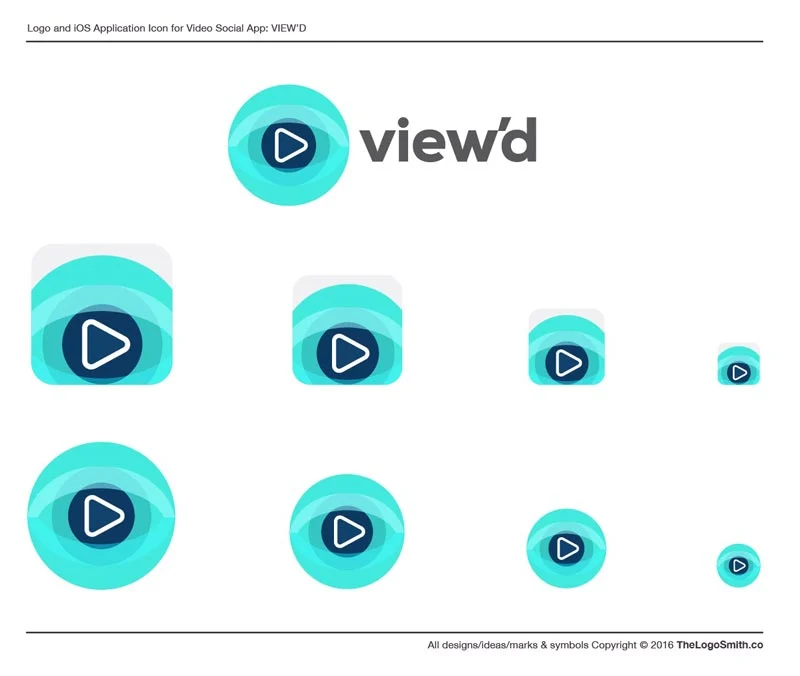 Logo and iOS Application Icon for Video Social App: VIEW'D
view'd
All designs/ideas/marks & symbols Copyright © 2016 TheLogoSmith.co